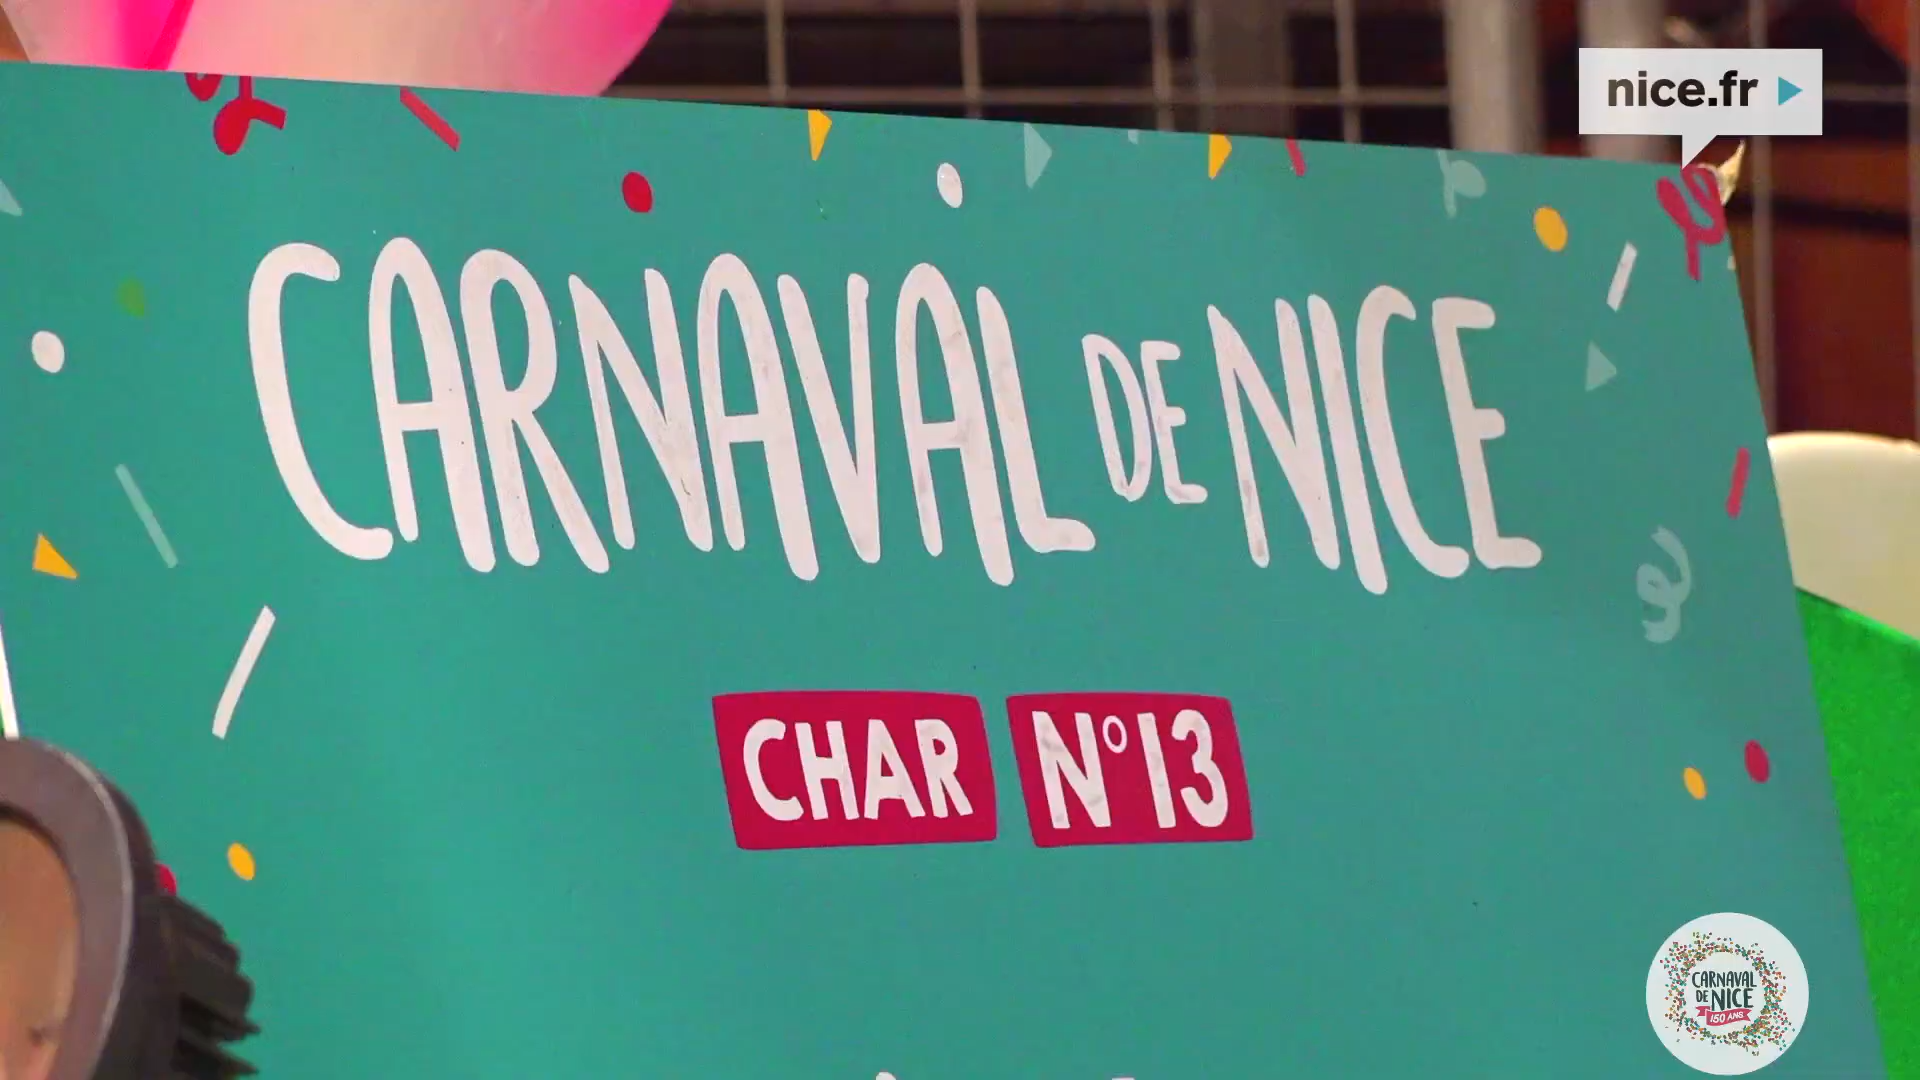 nice.fr
CARNAVAL DE NICE
CHAR N°13
CARNAVAL
DE NICE
150 ANS